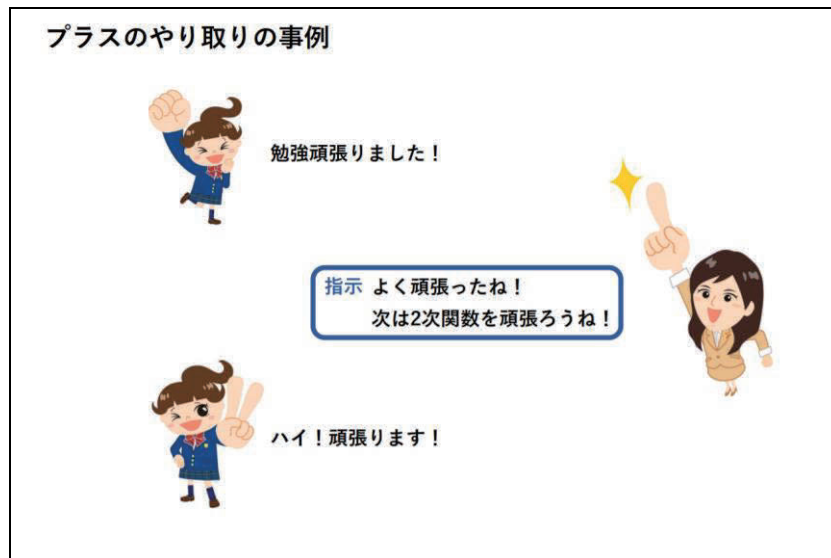 プラスのやり取りの事例
勉強頑張りました！
指示 よく頑張ったね！
次は2次関数を頑張ろうね！
ハイ！頑張ります！